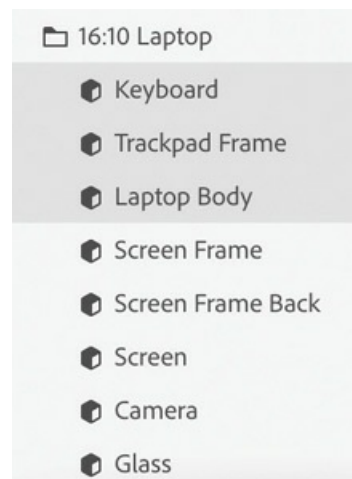 16:10 Laptop
Keyboard
Trackpad Frame
Laptop Body
Screen Frame
Screen Frame Back
Screen
Camera
Glass